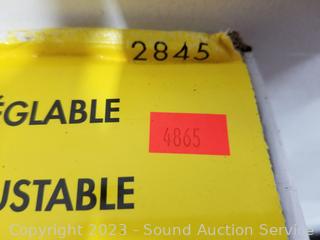 2845
ÉGLABLE
4865
USTABLE
Copyright 2023 - Sound Auction Service